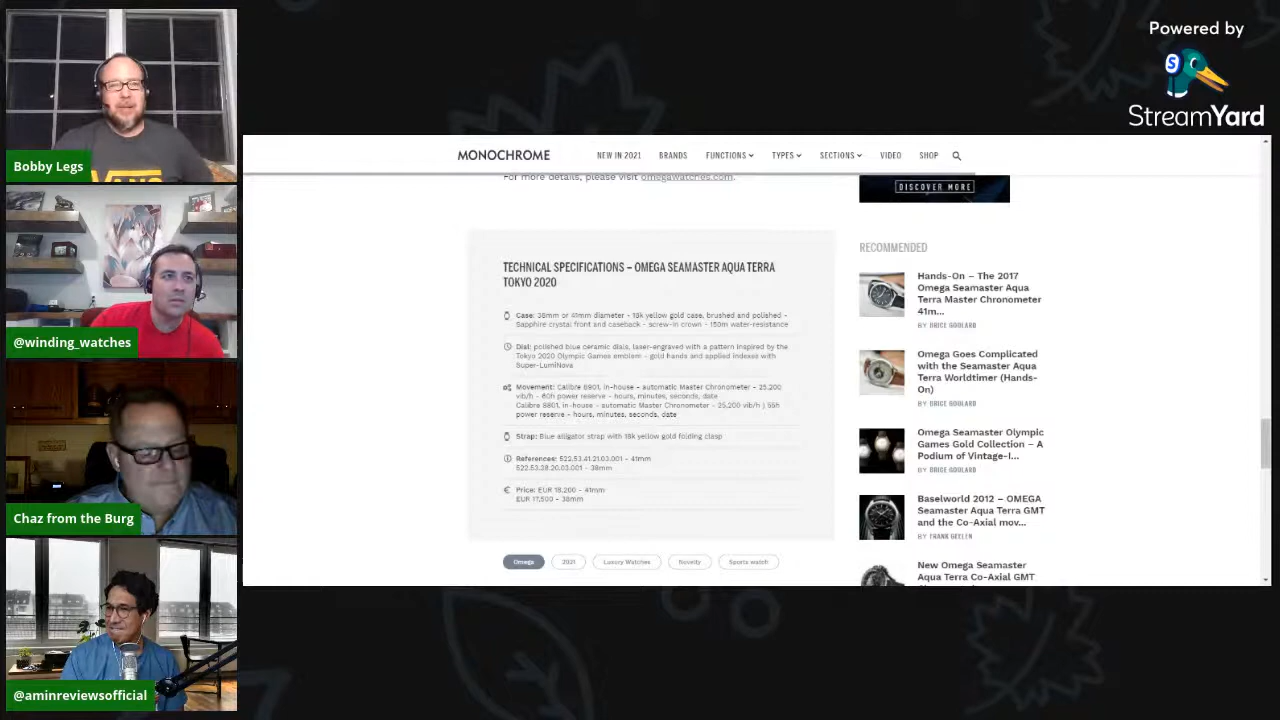 Powered by
StreamYard
Bobby Legs
@winding_watches
Chaz from the Burg
@aminreviewsofficial
MONOCHROME
NEW IN 2021
BRANDS
FUNCTIONS
TYPES
SECTIONS
VIDEO
SHOP
For more details, please visit omegawatches.com.
DISCOVER MORE
TECHNICAL SPECIFICATIONS – OMEGA SEAMASTER AQUA TERRA
TOKYO 2020
Case: 38mm or 41mm diameter - 18k yellow gold case, brushed and polished -
Sapphire crystal front and caseback - screw-in crown - 150m water-resistance
Dial: polished blue ceramic dials, laser-engraved with a pattern inspired by the
Tokyo 2020 Olympic Games emblem - gold hands and applied indexes with
Super-LumiNova
Movement: Calibre 8901, in-house - automatic Master Chronometer - 25,200
vib/h - 60h power reserve - hours, minutes, seconds, date
Calibre 8801, in-house - automatic Master Chronometer - 25,200 vib/h | 55h
power reserve - hours, minutes, seconds, date
Strap: Blue alligator strap with 18k yellow gold folding clasp
References: 522.53.41.21.03.001 - 41mm
522.53.38.20.03.001 - 38mm
Price: EUR 18,200 - 41mm
EUR 17,500 - 38mm
Omega
2021
Luxury Watches
Novelty
Sports watch
RECOMMENDED
Hands-On – The 2017
Omega Seamaster Aqua
Terra Master Chronometer
41m...
BY BRICE GOULARD
Omega Goes Complicated
with the Seamaster Aqua
Terra Worldtimer (Hands-
On)
BY BRICE GOULARD
Omega Seamaster Olympic
Games Gold Collection – A
Podium of Vintage-I...
BY BRICE GOULARD
Baselworld 2012 – OMEGA
Seamaster Aqua Terra GMT
and the Co-Axial mov...
BY FRANK GEELEN
New Omega Seamaster
Aqua Terra Co-Axial GMT